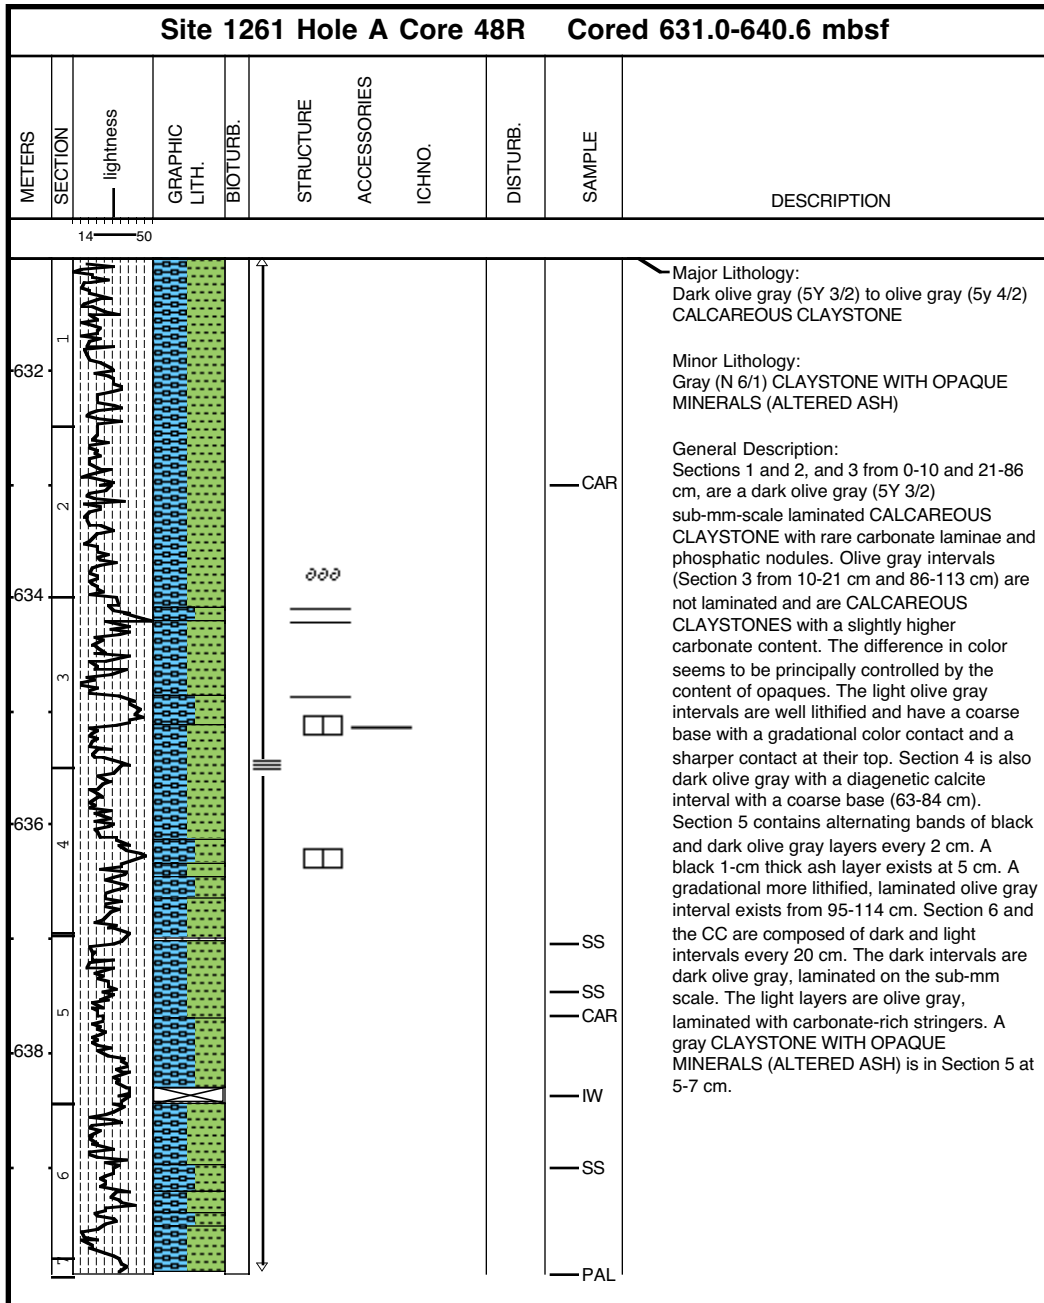 Site 1261 Hole A Core 48R Cored 631.0-640.6 mbsf
METERS
SECTION
lightness
GRAPHIC
LITH.
BIOTURB.
STRUCTURE
ACCESSORIES
ICHNO.
DISTURB.
SAMPLE
DESCRIPTION
14 50
Major Lithology:
Dark olive gray (5Y 3/2) to olive gray (5y 4/2)
CALCAREOUS CLAYSTONE
Minor Lithology:
Gray (N 6/1) CLAYSTONE WITH OPAQUE
MINERALS (ALTERED ASH)
General Description:
Sections 1 and 2, and 3 from 0-10 and 21-86
cm, are a dark olive gray (5Y 3/2)
sub-mm-scale laminated CALCAREOUS
CLAYSTONE with rare carbonate laminae and
phosphatic nodules. Olive gray intervals
(Section 3 from 10-21 cm and 86-113 cm) are
not laminated and are CALCAREOUS
CLAYSTONES with a slightly higher
carbonate content. The difference in color
seems to be principally controlled by the
content of opaques. The light olive gray
intervals are well lithified and have a coarse
base with a gradational color contact and a
sharper contact at their top. Section 4 is also
dark olive gray with a diagenetic calcite
interval with a coarse base (63-84 cm).
Section 5 contains alternating bands of black
and dark olive gray layers every 2 cm. A
black 1-cm thick ash layer exists at 5 cm. A
gradational more lithified, laminated olive gray
interval exists from 95-114 cm. Section 6 and
the CC are composed of dark and light
intervals every 20 cm. The dark intervals are
dark olive gray, laminated on the sub-mm
scale. The light layers are olive gray,
laminated with carbonate-rich stringers. A
gray CLAYSTONE WITH OPAQUE
MINERALS (ALTERED ASH) is in Section 5 at
5-7 cm.
1
632
2
CAR
634
3
636
4
SS
SS
5
CAR
638
IW
6
SS
7
PAL